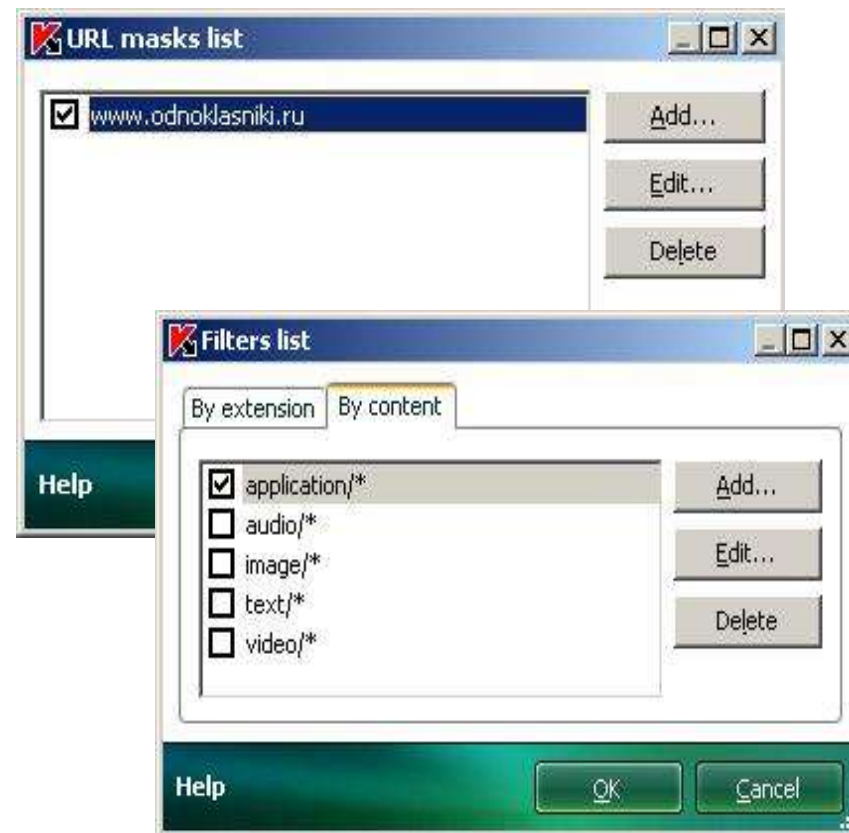 URL masks list
www.odnoklasniki.ru
Add...
Edit...
Delete
Help
Filters list
By extension
By content
application/*
audio/*
image/*
text/*
video/*
Add...
Edit...
Delete
Help
OK
Cancel